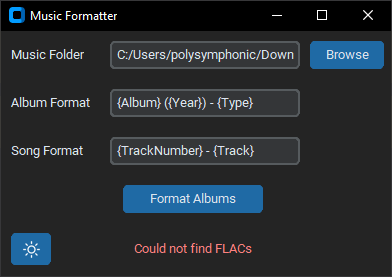 Music Formatter
Music Folder C:/Users/polysymphonic/Down Browse
Album Format {Album} ({Year}) - {Type}
Song Format {TrackNumber} - {Track}
Format Albums
Could not find FLACs